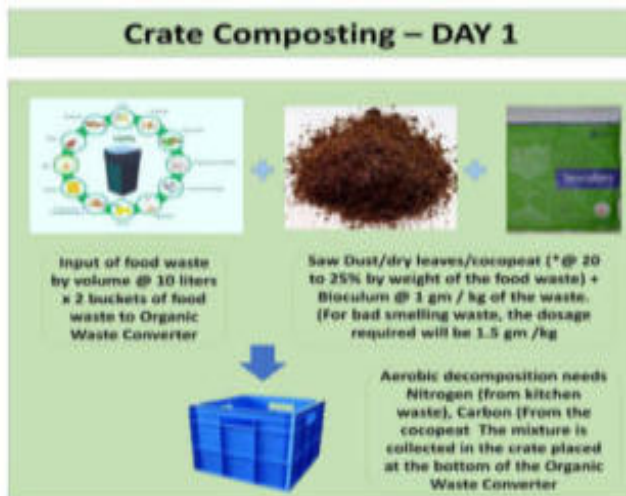 Crate Composting – DAY 1
Input of food waste
by volume @ 10 liters
x 2 buckets of food
waste to Organic
Waste Converter
Saw Dust/dry leaves/cocopeat (*@ 20
to 25% by weight of the food waste) +
Bioculum @ 1 gm / kg of the waste.
(For bad smelling waste, the dosage
required will be 1.5 gm /kg
Aerobic decomposition needs
Nitrogen (from kitchen
waste), Carbon (From the
cocopeat The mixture is
collected in the crate placed
at the bottom of the Organic
Waste Converter